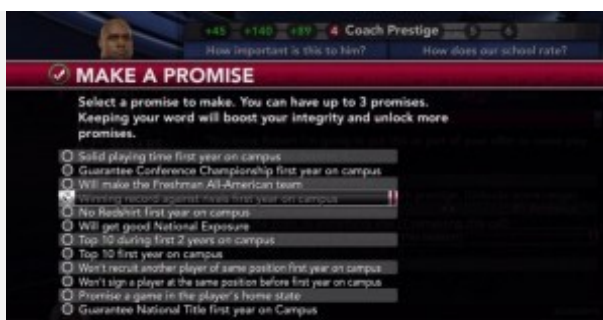 +45 +140 +89 4 Coach Prestige 5 6
How important is this to him? How does our school rate?
MAKE A PROMISE
Select a promise to make. You can have up to 3 promises.
Keeping your word will boost your integrity and unlock more
promises.
Solid playing time first year on campus
Guarantee Conference Championship first year on campus
Will make the Freshman All-American team
Winning record against rivals first year on campus
No Redshirt first year on campus
Will get good National Exposure
Top 10 during first 2 years on campus
Top 10 first year on campus
Won't recruit another player of same position first year on campus
Won't sign a player at the same position before first year on campus
Promise a game in the player's home state
Guarantee National Title first year on Campus